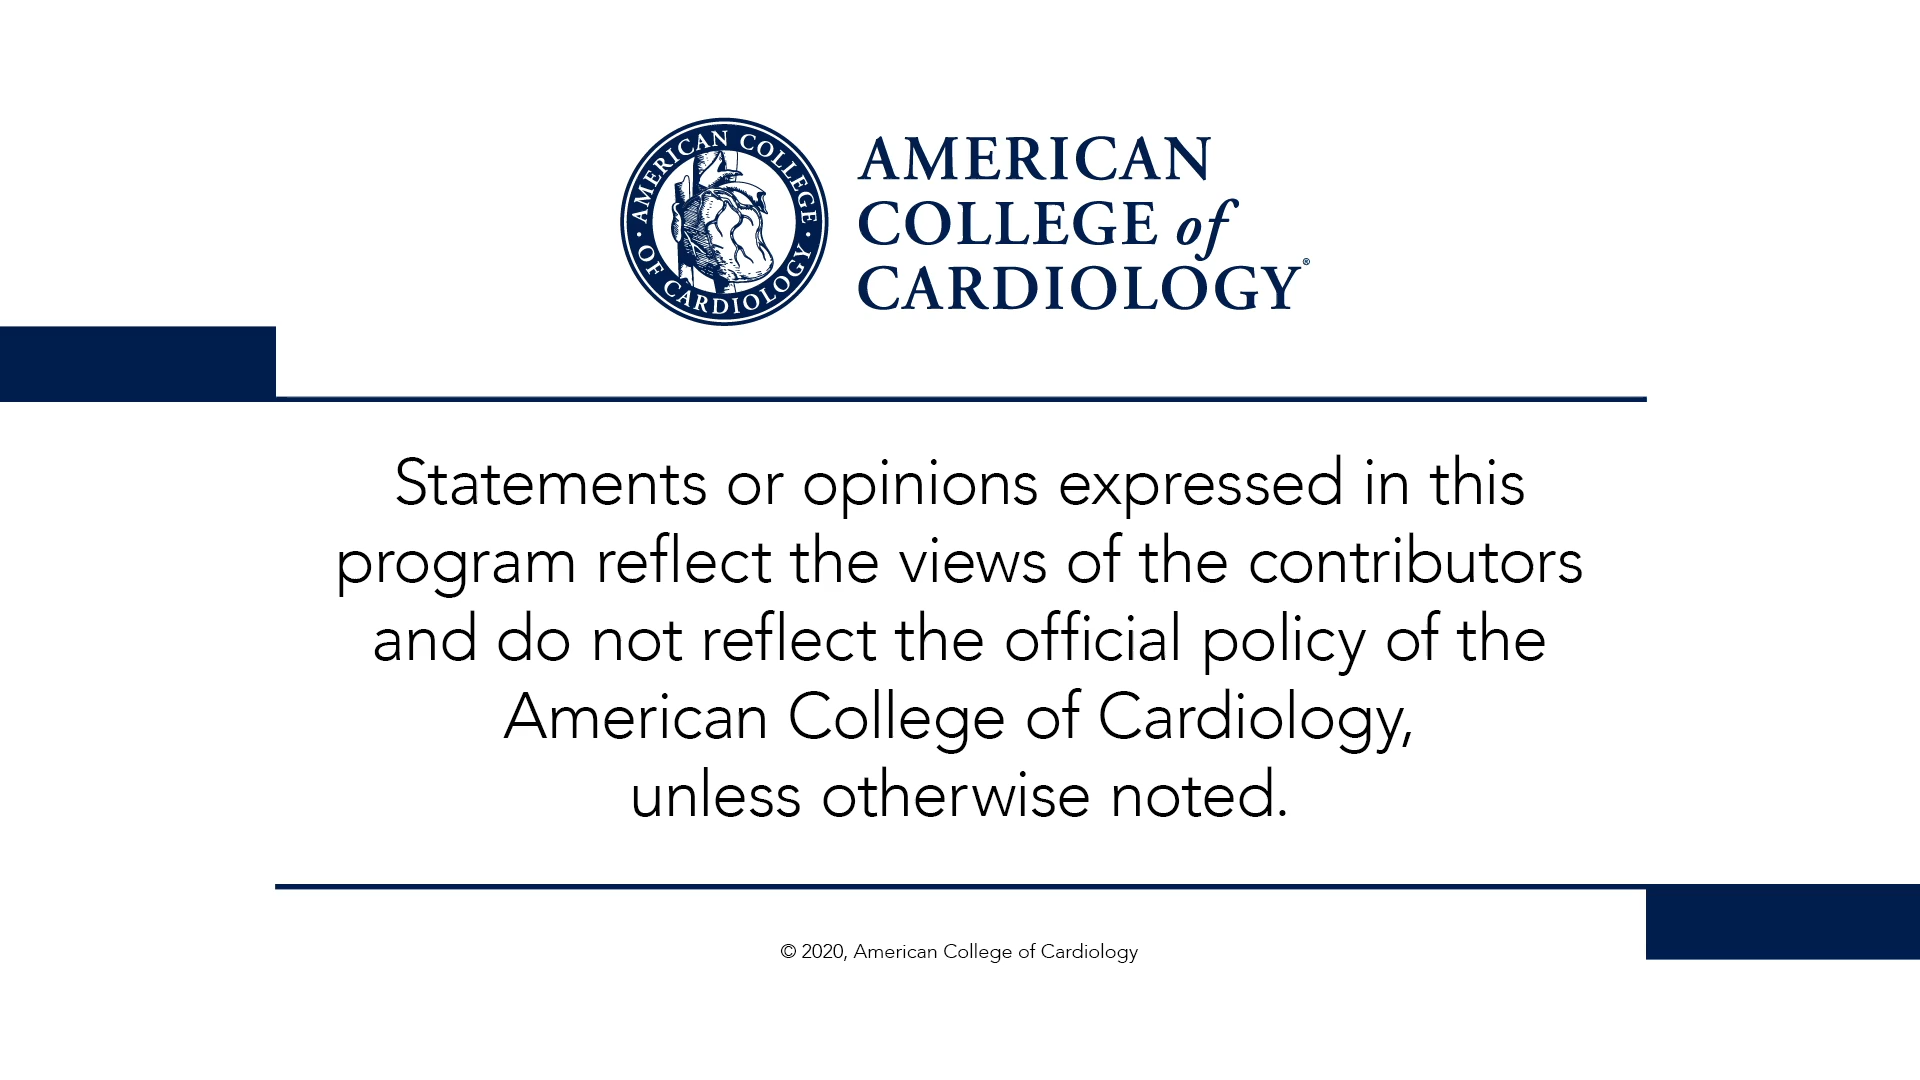 AMERICAN COLLEGE
OF CARDIOLOGY
AMERICAN
COLLEGE of
CARDIOLOGY®
Statements or opinions expressed in this
program reflect the views of the contributors
and do not reflect the official policy of the
American College of Cardiology,
unless otherwise noted.
© 2020, American College of Cardiology